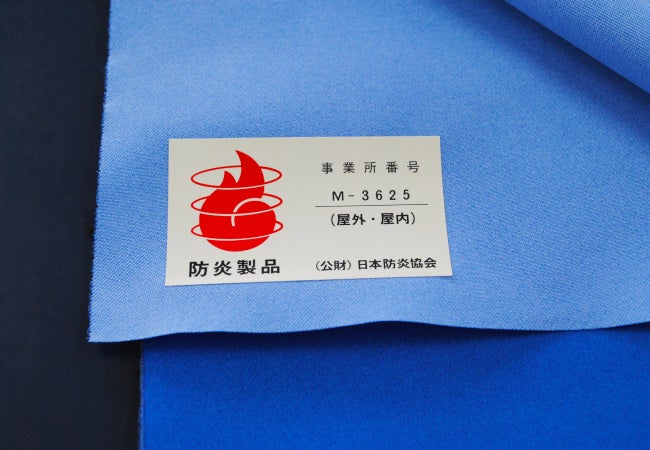 事業所番号
M-3625
(屋外・屋内)
防炎製品
(公財)日本防炎協会